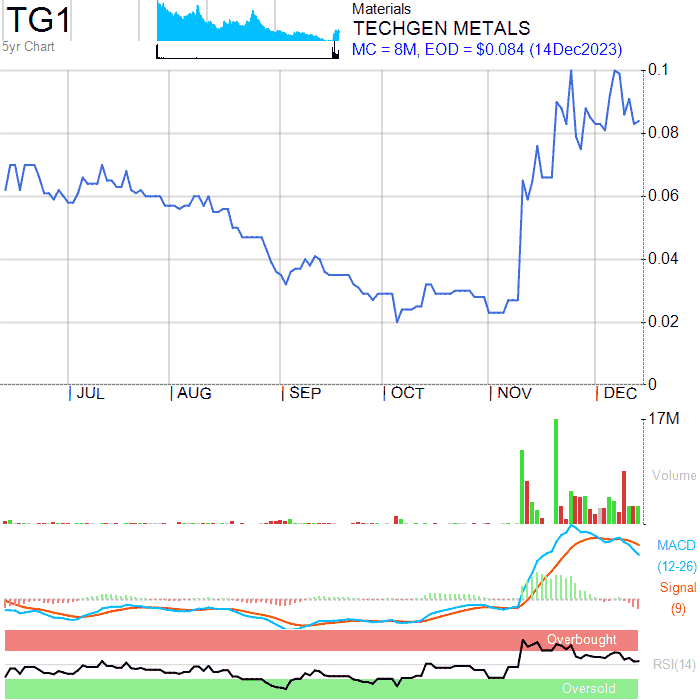 TG1
5yr Chart
Materials
TECHGEN METALS
MC = 8M, EOD = $0.084 (14Dec2023)
0.1
0.08
0.06
0.04
0.02
0
JUL AUG SEP OCT NOV DEC
17M
Volume
MACD
(12-26)
Signal
(9)
Overbought
RSI(14)
Oversold